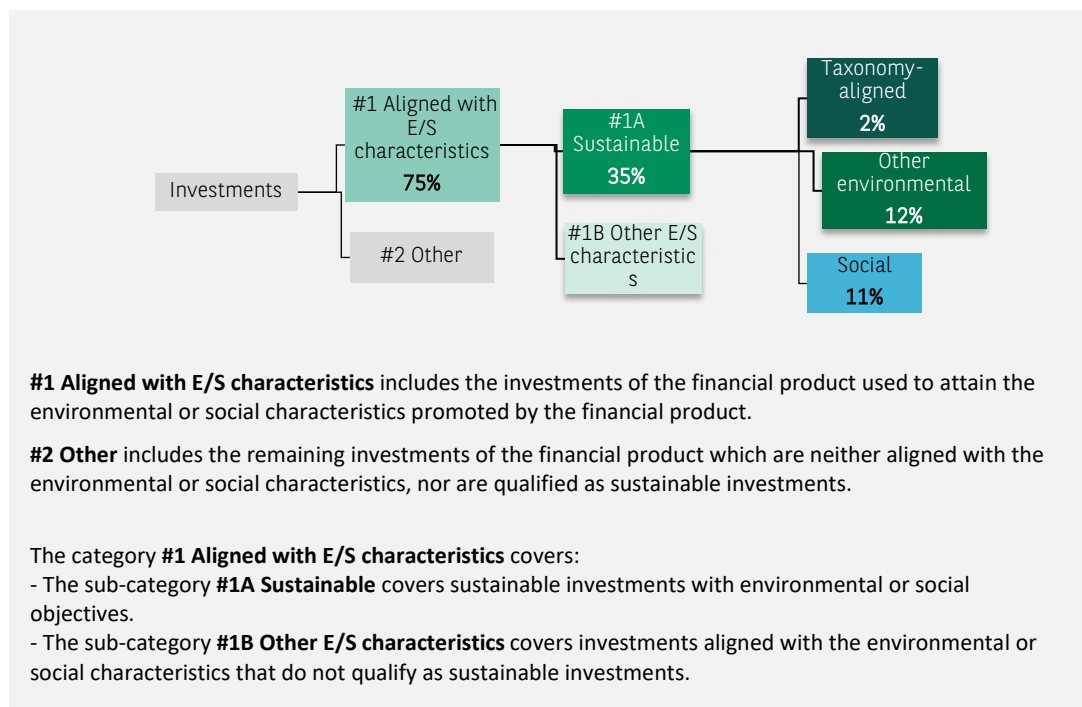 Investments
#1 Aligned with
E/S
characteristics
75%
#2 Other
#1A
Sustainable
35%
#1B Other E/S
characteristic
s
Taxonomy-
aligned
2%
Other
environmental
12%
Social
11%
#1 Aligned with E/S characteristics includes the investments of the financial product used to attain the
environmental or social characteristics promoted by the financial product.
#2 Other includes the remaining investments of the financial product which are neither aligned with the
environmental or social characteristics, nor are qualified as sustainable investments.
The category #1 Aligned with E/S characteristics covers:
- The sub-category #1A Sustainable covers sustainable investments with environmental or social
objectives.
- The sub-category #1B Other E/S characteristics covers investments aligned with the environmental or
social characteristics that do not qualify as sustainable investments.